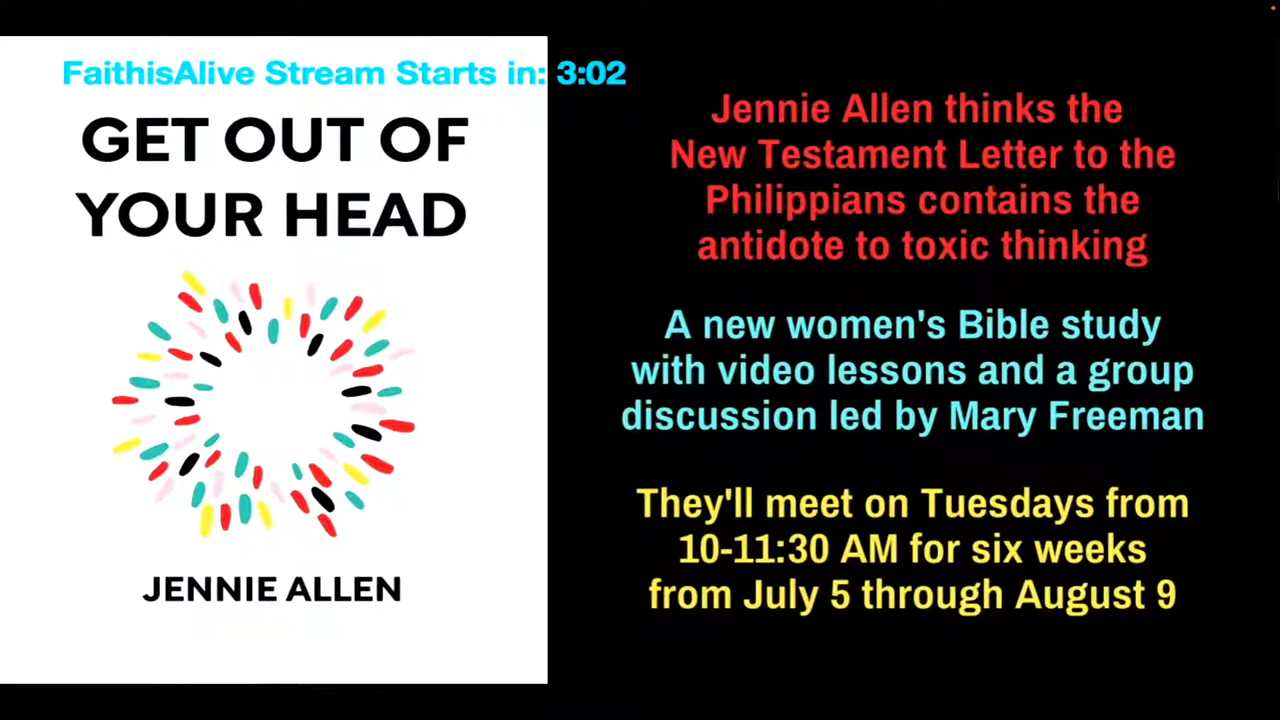 FaithisAlive Stream Starts in: 3:02
GET OUT OF
YOUR HEAD
JENNIE ALLEN
Jennie Allen thinks the
New Testament Letter to the
Philippians contains the
antidote to toxic thinking
A new women's Bible study
with video lessons and a group
discussion led by Mary Freeman
They'll meet on Tuesdays from
10-11:30 AM for six weeks
from July 5 through August 9